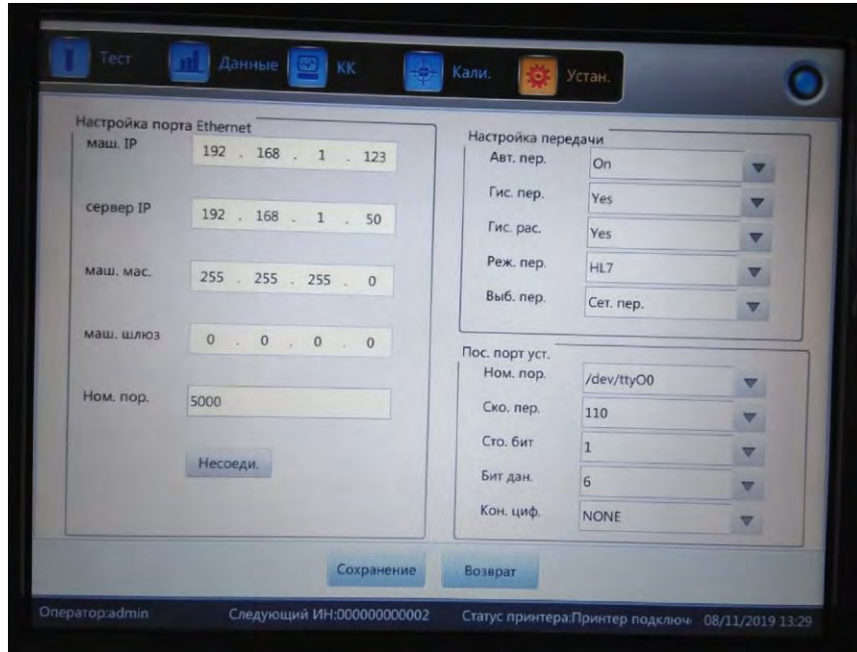 Тест Данные КК Кали. Устан.
Настройка порта Ethernet
маш. IP 192 . 168 . 1 . 123
сервер IP 192 . 168 . 1 . 50
маш. мас. 255 . 255 . 255 . 0
маш. шлюз 0 . 0 . 0 . 0
Ном. пор. 5000
Несоеди.
Настройка передачи
Авт. пер. On
Гис. пер. Yes
Гис. рас. Yes
Реж. пер. HL7
Выб. пер. Сет. пер.
Пос. порт уст.
Ном. пор. /dev/ttyO0
Ско. пер. 110
Сто. бит 1
Бит дан. 6
Кон. циф. NONE
Сохранение Возврат
Оператор:admin Следующий ИН:000000000002 Статус принтера:Принтер подключ 08/11/2019 13:29